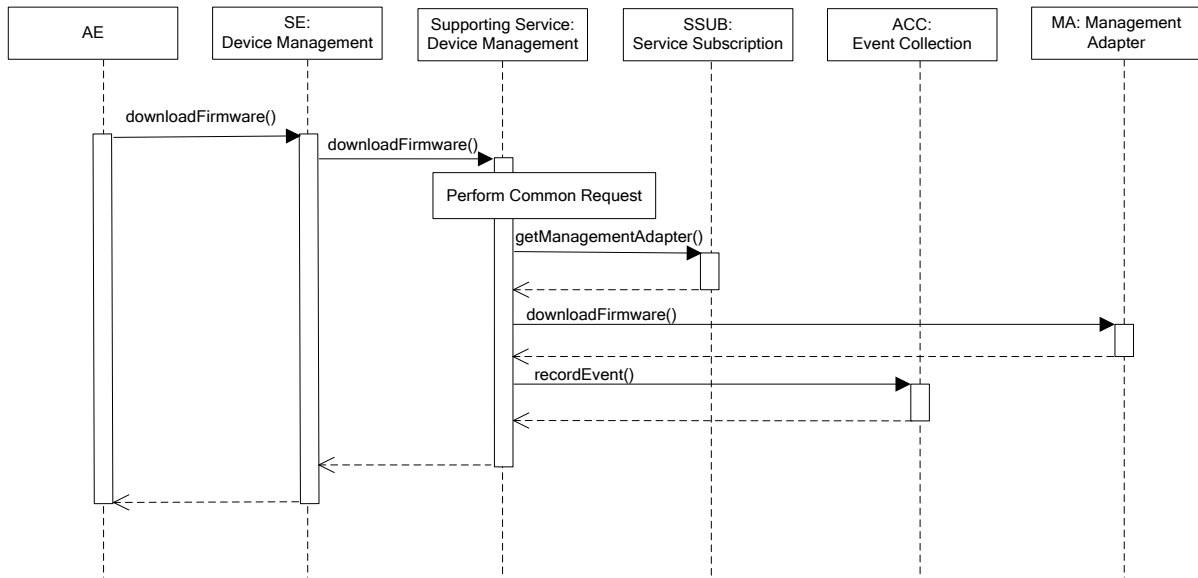 AE
SE:
Device Management
Supporting Service:
Device Management
SSUB:
Service Subscription
ACC:
Event Collection
MA: Management
Adapter
downloadFirmware()
downloadFirmware()
Perform Common Request
getManagementAdapter()
downloadFirmware()
recordEvent()